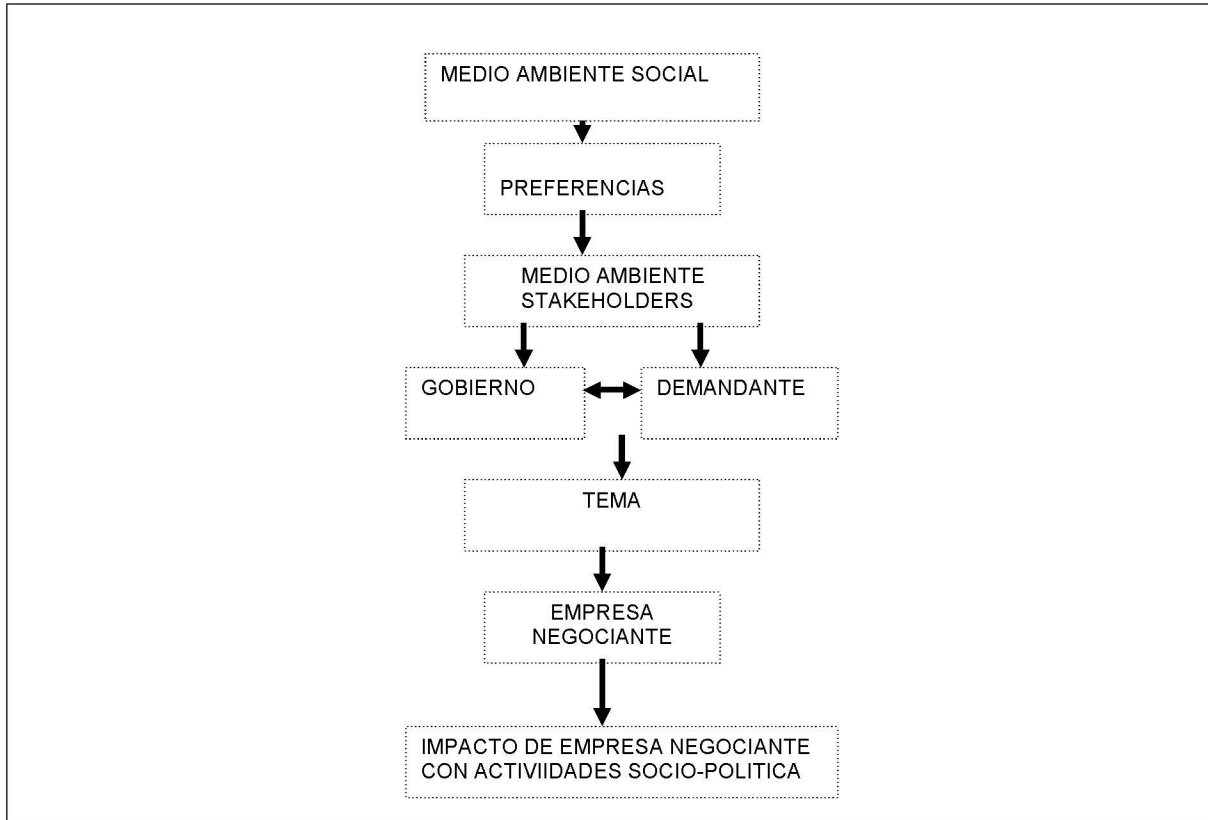 MEDIO AMBIENTE SOCIAL
PREFERENCIAS
MEDIO AMBIENTE
STAKEHOLDERS
GOBIERNO
DEMANDANTE
TEMA
EMPRESA
NEGOCIANTE
IMPACTO DE EMPRESA NEGOCIANTE
CON ACTIVIIDADES SOCIO-POLITICA